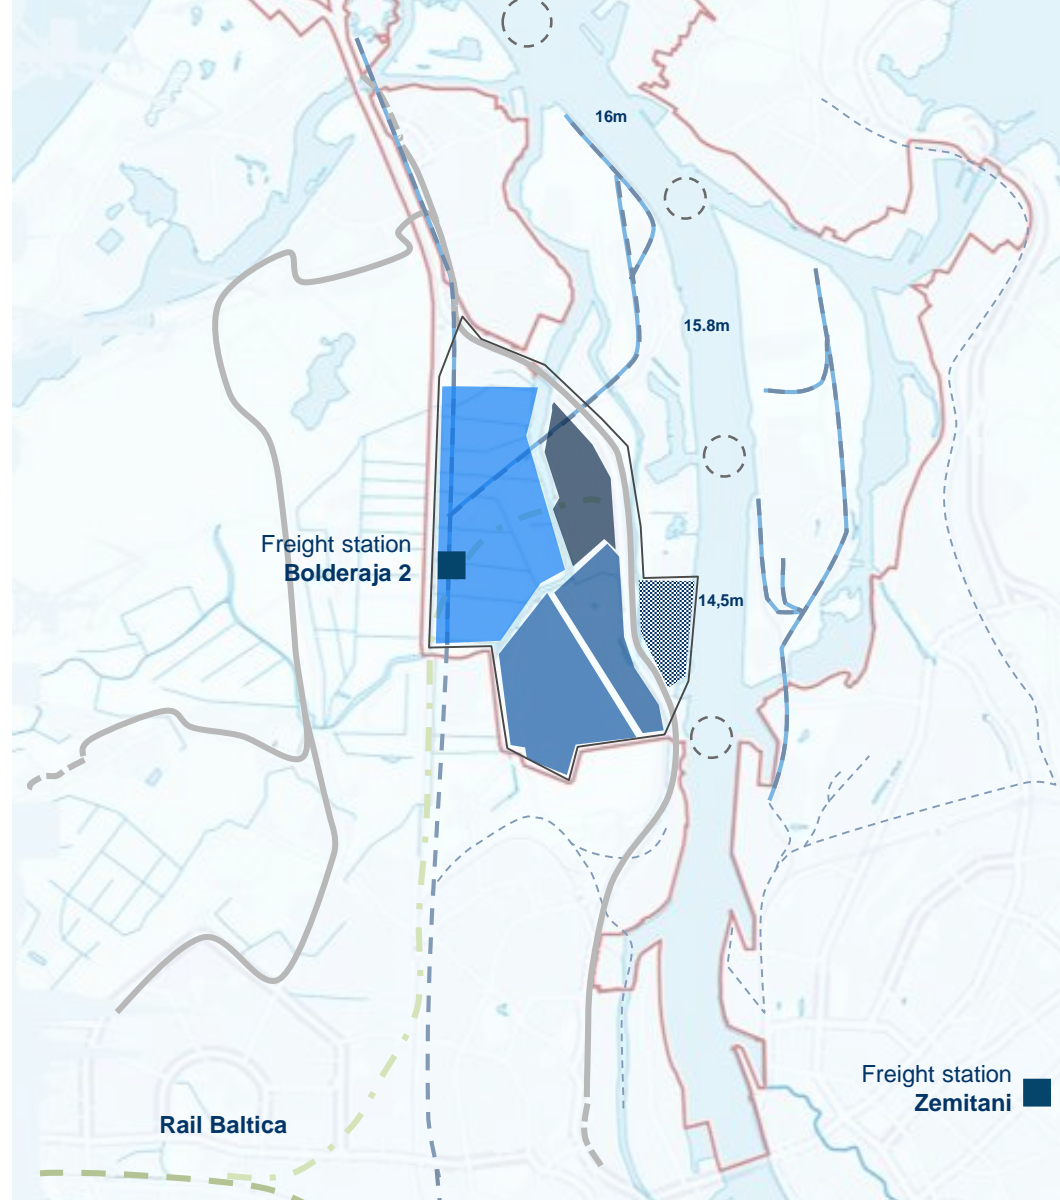 16m
15.8m
Freight station
Bolderaja 2
14,5m
Freight station
Zemitani
Rail Baltica